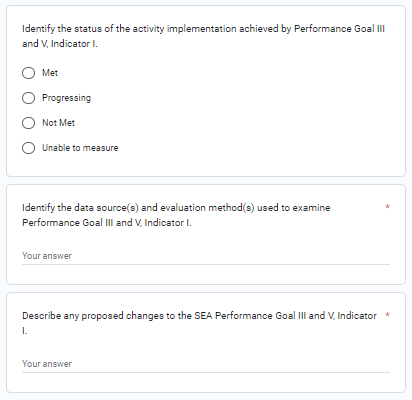 Identify the status of the activity implementation achieved by Performance Goal III
and V, Indicator I.
Met
Progressing
Not Met
Unable to measure
Identify the data source(s) and evaluation method(s) used to examine *
Performance Goal III and V, Indicator I.
Your answer
Describe any proposed changes to the SEA Performance Goal III and V, Indicator *
I.
Your answer